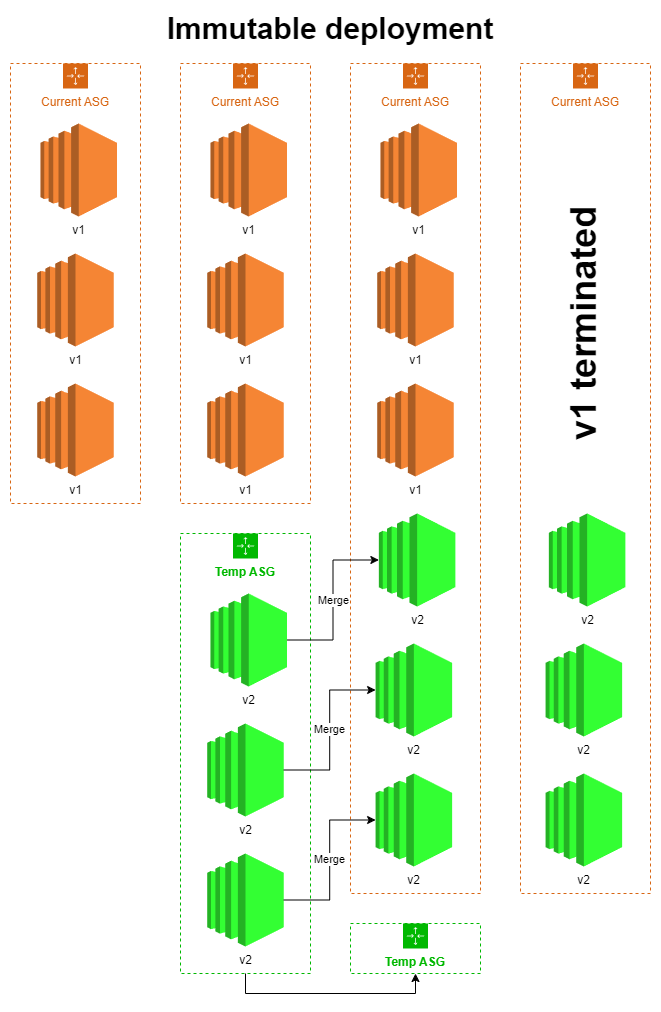 Immutable deployment
Current ASG
v1
v1
v1
Current ASG
v1
v1
v1
Temp ASG
v2
v2
v2
Merge
Merge
Merge
Current ASG
v1
v1
v1
v2
v2
v2
Temp ASG
Current ASG
v1 terminated
v2
v2
v2